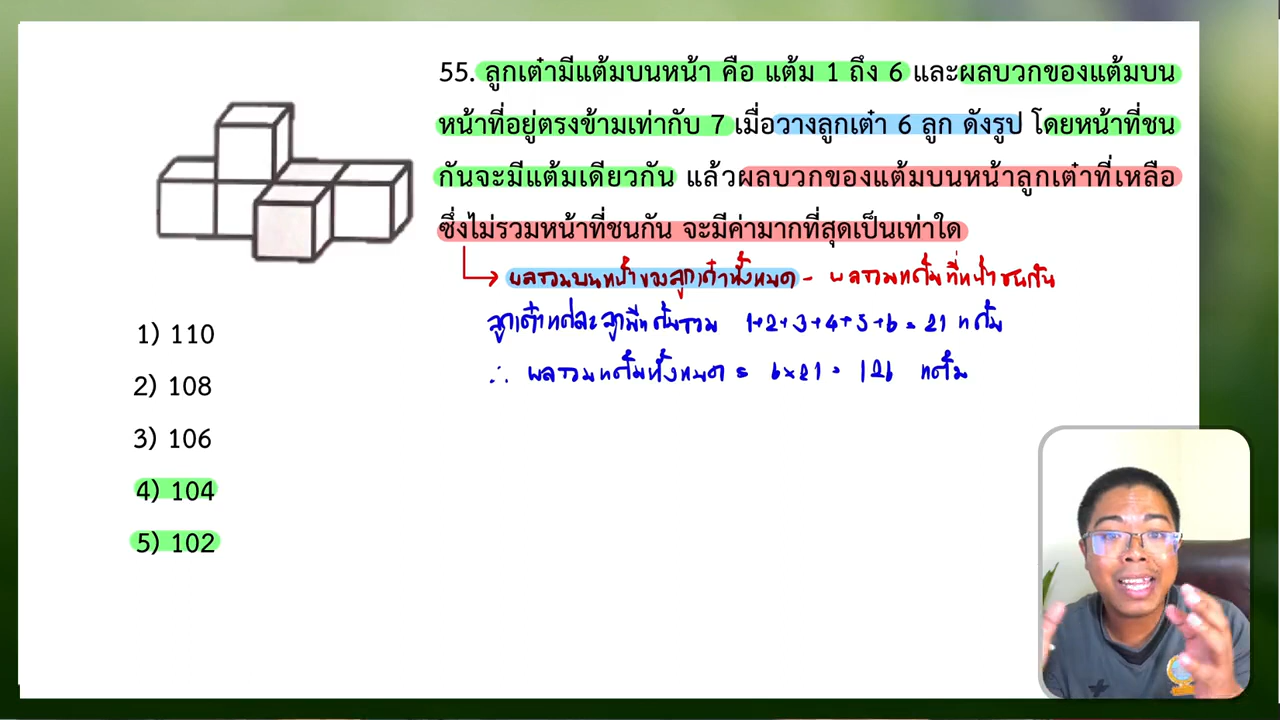 55. ลูกเต๋ามีแต้มบนหน้า คือ แต้ม 1 ถึง 6 และผลบวกของแต้มบน
หน้าที่อยู่ตรงข้ามเท่ากับ 7 เมื่อวางลูกเต๋า 6 ลูก ดังรูป โดยหน้าที่ชน
กันจะมีแต้มเดียวกัน แล้วผลบวกของแต้มบนหน้าลูกเต๋าที่เหลือ
ซึ่งไม่รวมหน้าที่ชนกัน จะมีค่ามากที่สุดเป็นเท่าใด
ผลรวมบนหน้าของลูกเต๋าทั้งหมด - ผลรวมแต้มที่หน้าชนกัน
ลูกเต๋าแต่ละลูกมีแต้มรวม 1+2+3+4+5+6 = 21 แต้ม
∴ ผลรวมแต้มทั้งหมด = 6×21 = 126 แต้ม
1) 110
2) 108
3) 106
4) 104
5) 102